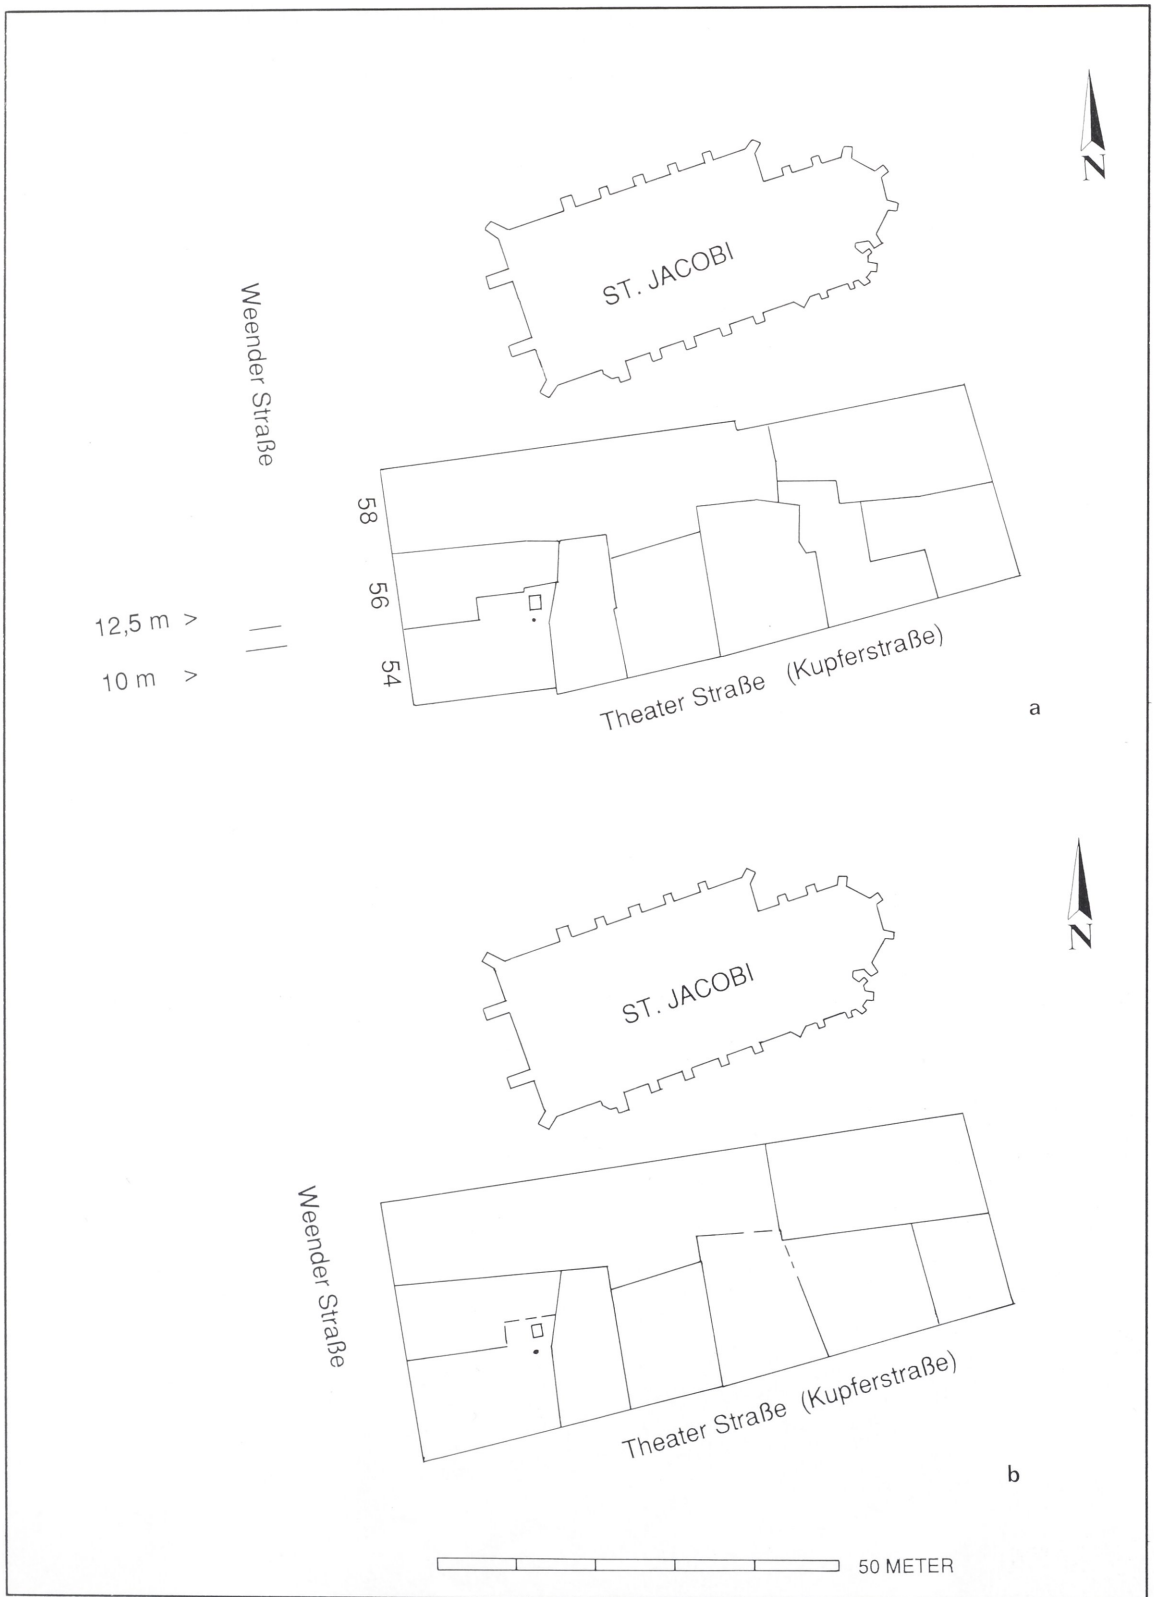 N
ST. JACOBI
Weender Straße
58
56
54
12,5 m >
10 m >
Theater Straße (Kupferstraße)
a
N
ST. JACOBI
Weender Straße
Theater Straße (Kupferstraße)
b
50 METER